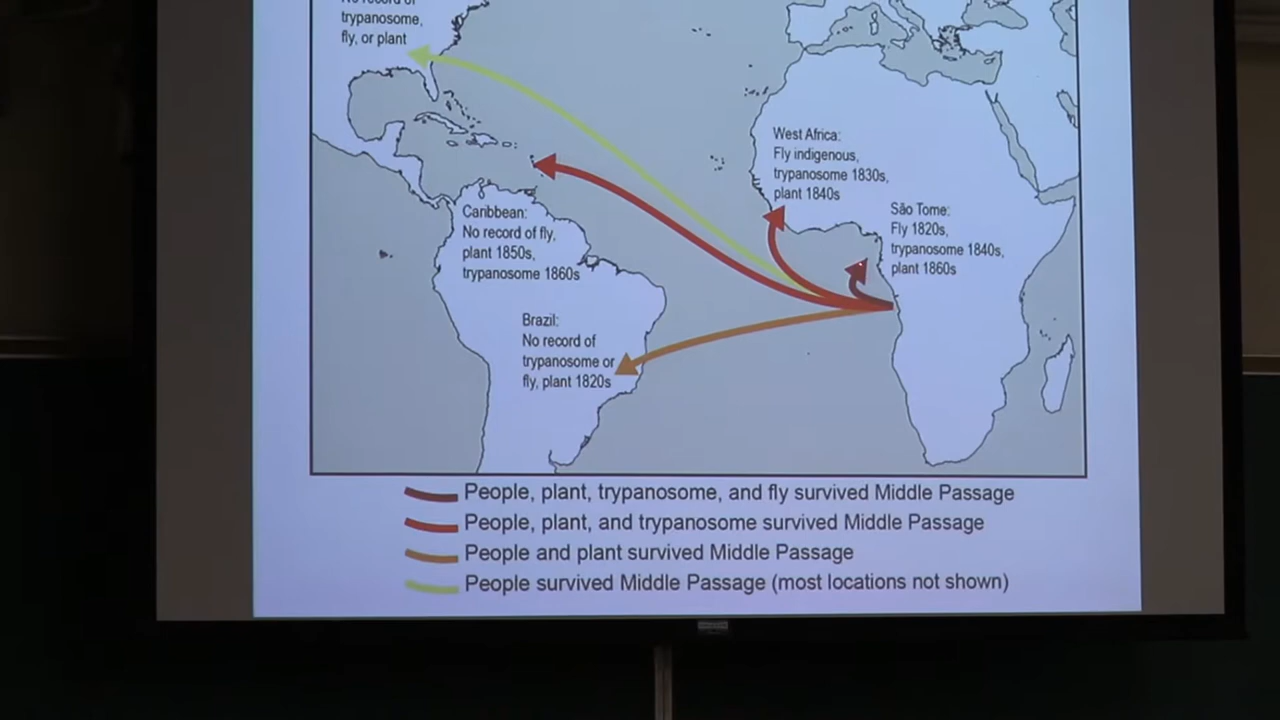 No record of
trypanosome,
fly, or plant
West Africa:
Fly indigenous,
trypanosome 1830s,
plant 1840s
São Tome:
Fly 1820s,
trypanosome 1840s,
plant 1860s
Caribbean:
No record of fly,
plant 1850s,
trypanosome 1860s
Brazil:
No record of
trypanosome or
fly, plant 1820s
People, plant, trypanosome, and fly survived Middle Passage
People, plant, and trypanosome survived Middle Passage
People and plant survived Middle Passage
People survived Middle Passage (most locations not shown)